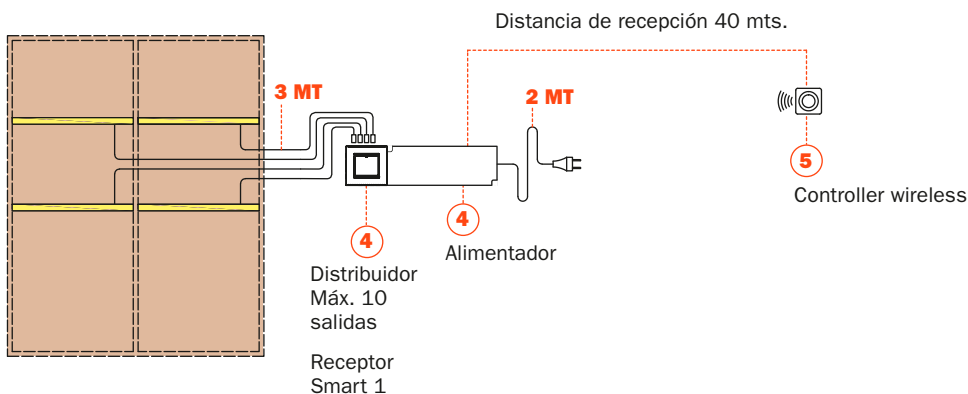 Distancia de recepción 40 mts.
3 MT
2 MT
4
Distribuidor
Máx. 10
salidas
Receptor
Smart 1
4
Alimentador
5
Controller wireless